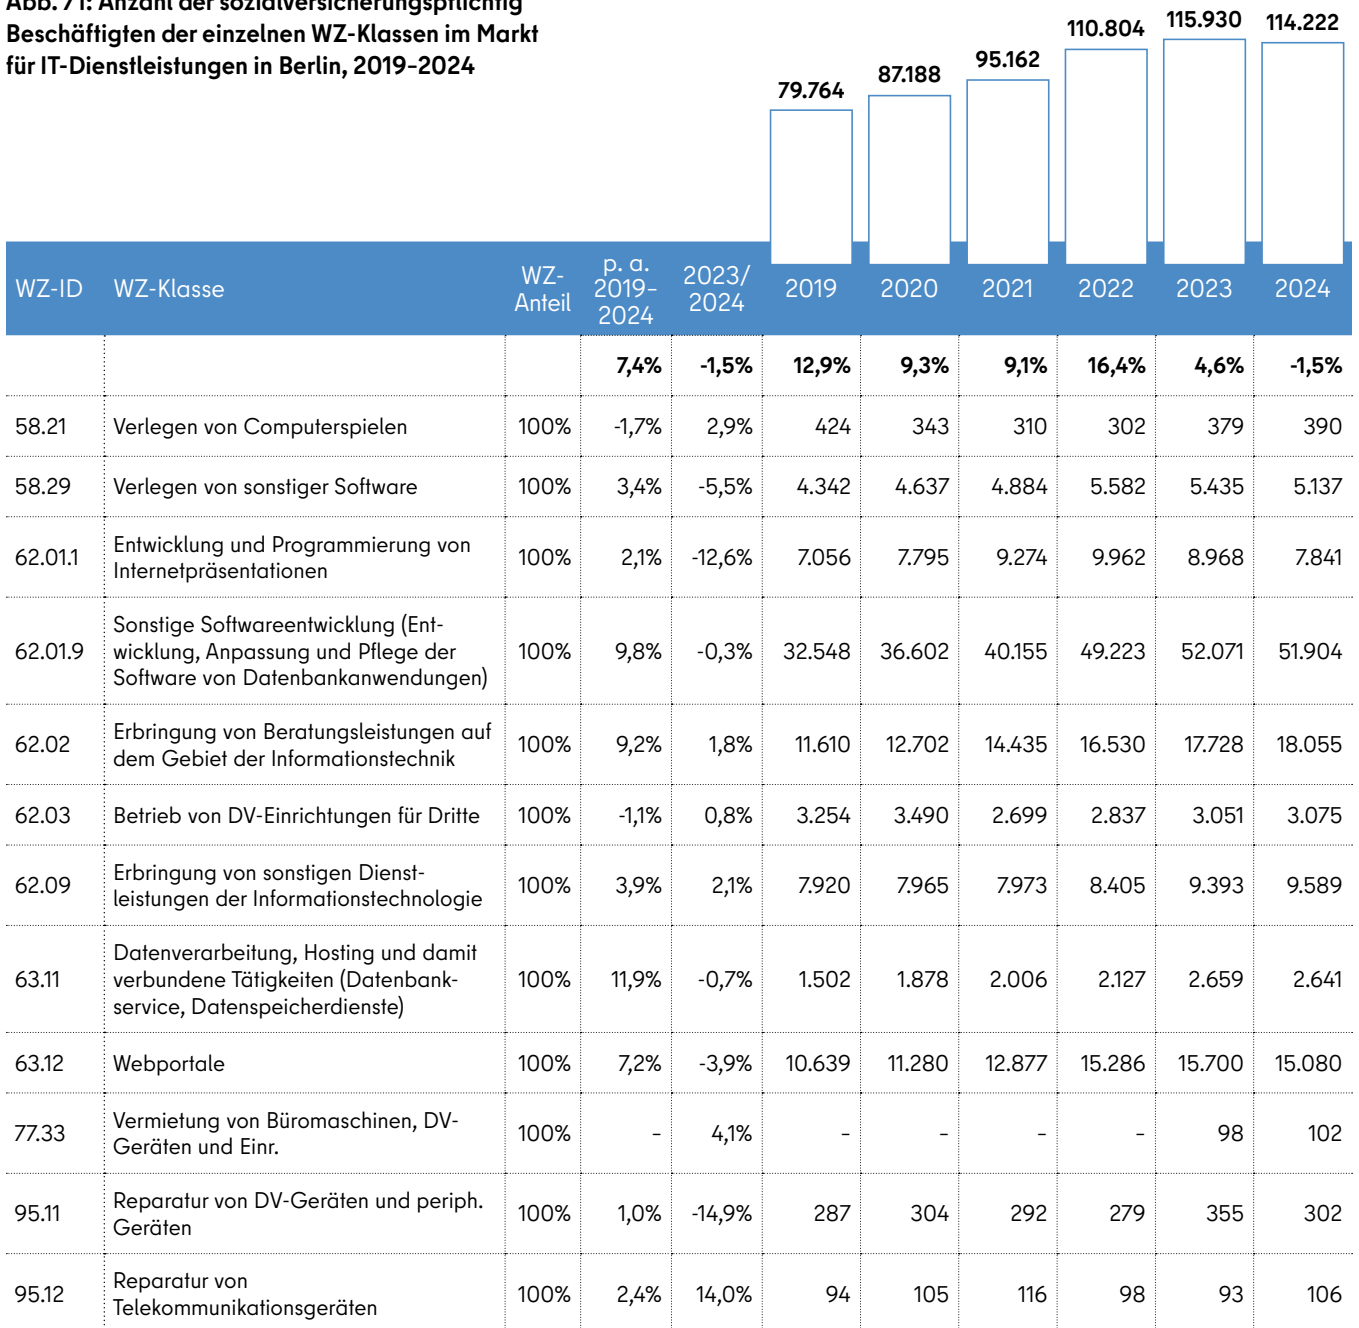 Abb. 71: Anzahl der sozialversicherungspflichtig
Beschäftigten der einzelnen WZ-Klassen im Markt
für IT-Dienstleistungen in Berlin, 2019–2024
79.764 87.188 95.162 110.804 115.930 114.222
WZ-ID WZ-Klasse WZ-Anteil p. a. 2019–2024 2023/2024 2019 2020 2021 2022 2023 2024
7,4% -1,5% 12,9% 9,3% 9,1% 16,4% 4,6% -1,5%
58.21 Verlegen von Computerspielen 100% -1,7% 2,9% 424 343 310 302 379 390
58.29 Verlegen von sonstiger Software 100% 3,4% -5,5% 4.342 4.637 4.884 5.582 5.435 5.137
62.01.1 Entwicklung und Programmierung von
Internetpräsentationen 100% 2,1% -12,6% 7.056 7.795 9.274 9.962 8.968 7.841
62.01.9 Sonstige Softwareentwicklung (Ent-
wicklung, Anpassung und Pflege der
Software von Datenbankanwendungen) 100% 9,8% -0,3% 32.548 36.602 40.155 49.223 52.071 51.904
62.02 Erbringung von Beratungsleistungen auf
dem Gebiet der Informationstechnik 100% 9,2% 1,8% 11.610 12.702 14.435 16.530 17.728 18.055
62.03 Betrieb von DV-Einrichtungen für Dritte 100% -1,1% 0,8% 3.254 3.490 2.699 2.837 3.051 3.075
62.09 Erbringung von sonstigen Dienst-
leistungen der Informationstechnologie 100% 3,9% 2,1% 7.920 7.965 7.973 8.405 9.393 9.589
63.11 Datenverarbeitung, Hosting und damit
verbundene Tätigkeiten (Datenbank-
service, Datenspeicherdienste) 100% 11,9% -0,7% 1.502 1.878 2.006 2.127 2.659 2.641
63.12 Webportale 100% 7,2% -3,9% 10.639 11.280 12.877 15.286 15.700 15.080
77.33 Vermietung von Büromaschinen, DV-
Geräten und Einr. 100% – 4,1% – – – – 98 102
95.11 Reparatur von DV-Geräten und periph.
Geräten 100% 1,0% -14,9% 287 304 292 279 355 302
95.12 Reparatur von
Telekommunikationsgeräten 100% 2,4% 14,0% 94 105 116 98 93 106